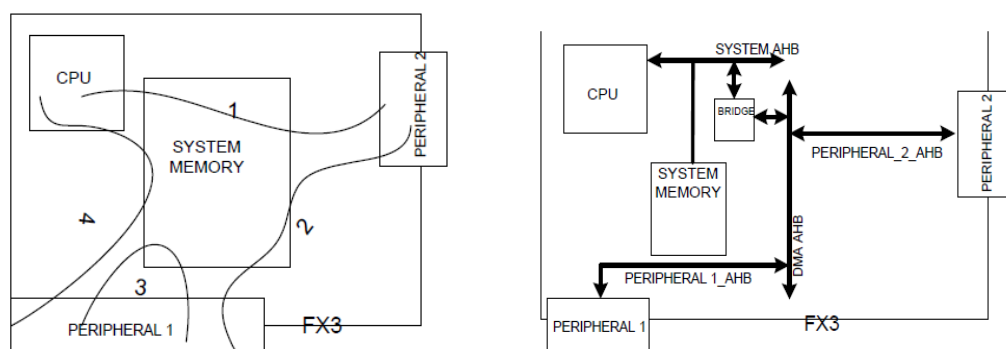 CPU
1
PERIPHERAL 2
SYSTEM
MEMORY
2
4
3
PERIPHERAL 1
FX3
SYSTEM AHB
CPU
BRIDGE
PERIPHERAL 2
PERIPHERAL_2_AHB
SYSTEM
MEMORY
DMA AHB
PERIPHERAL 1_AHB
PERIPHERAL 1
FX3